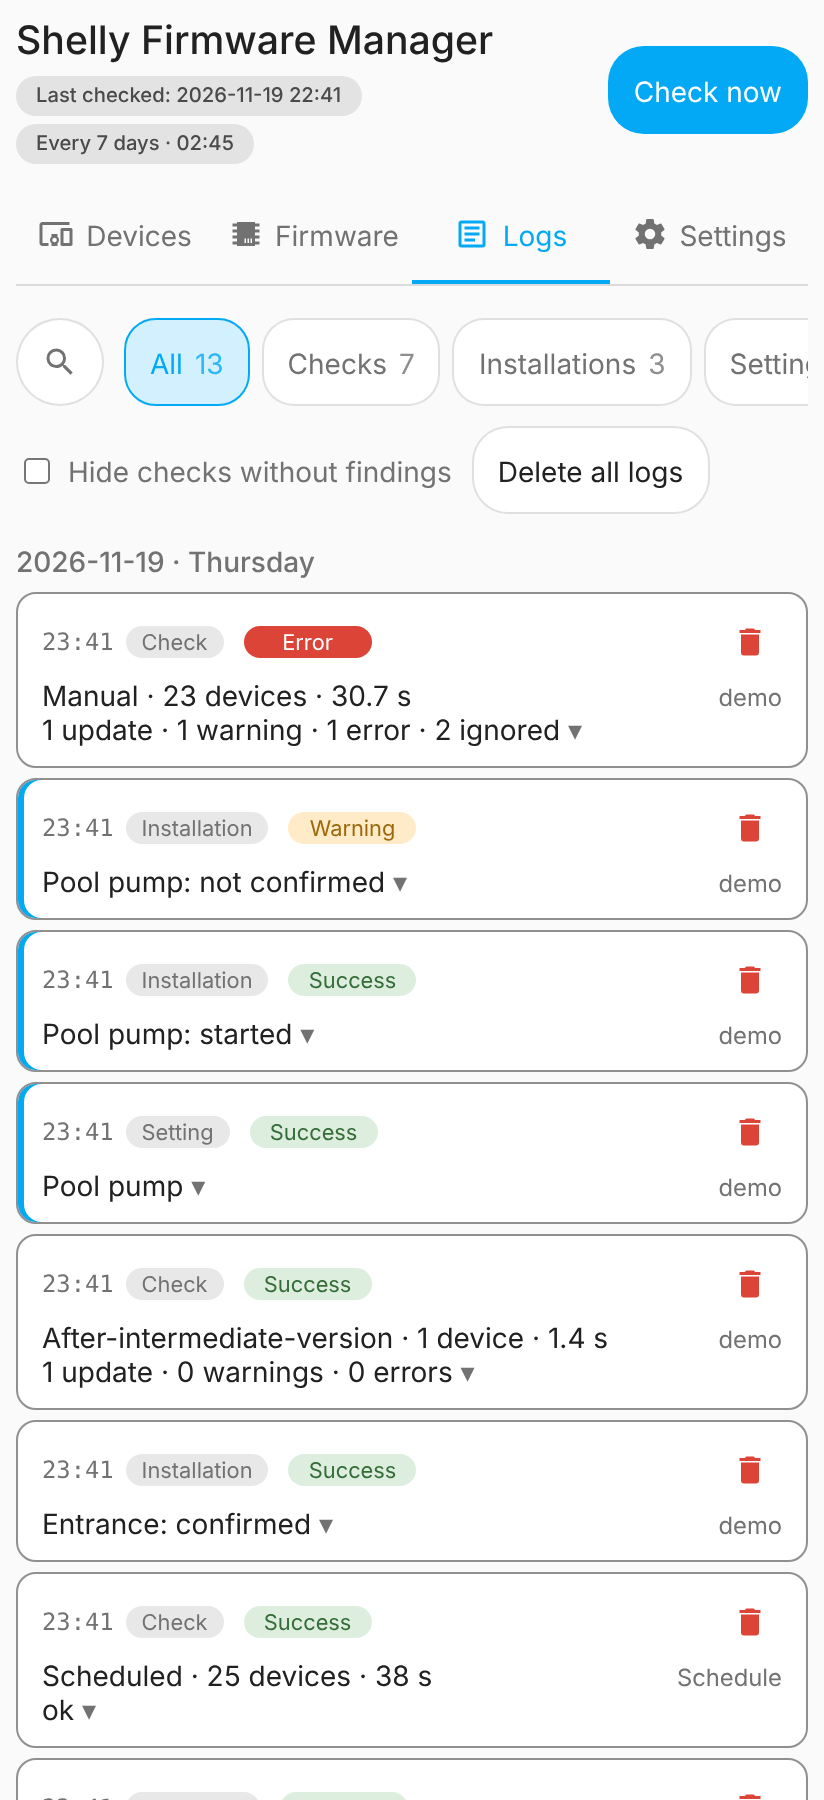 Shelly Firmware Manager
Last checked: 2026-11-19 22:41
Every 7 days · 02:45
Check now
Devices
Firmware
Logs
Settings
All 13
Checks 7
Installations 3
Hide checks without findings
Delete all logs
2026-11-19 · Thursday
23:41 Check Error
Manual · 23 devices · 30.7 s
demo
1 update · 1 warning · 1 error · 2 ignored ▾
23:41 Installation Warning
Pool pump: not confirmed ▾
demo
23:41 Installation Success
Pool pump: started ▾
demo
23:41 Setting Success
Pool pump ▾
demo
23:41 Check Success
After-intermediate-version · 1 device · 1.4 s
demo
1 update · 0 warnings · 0 errors ▾
23:41 Installation Success
Entrance: confirmed ▾
demo
23:41 Check Success
Scheduled · 25 devices · 38 s
Schedule
ok ▾